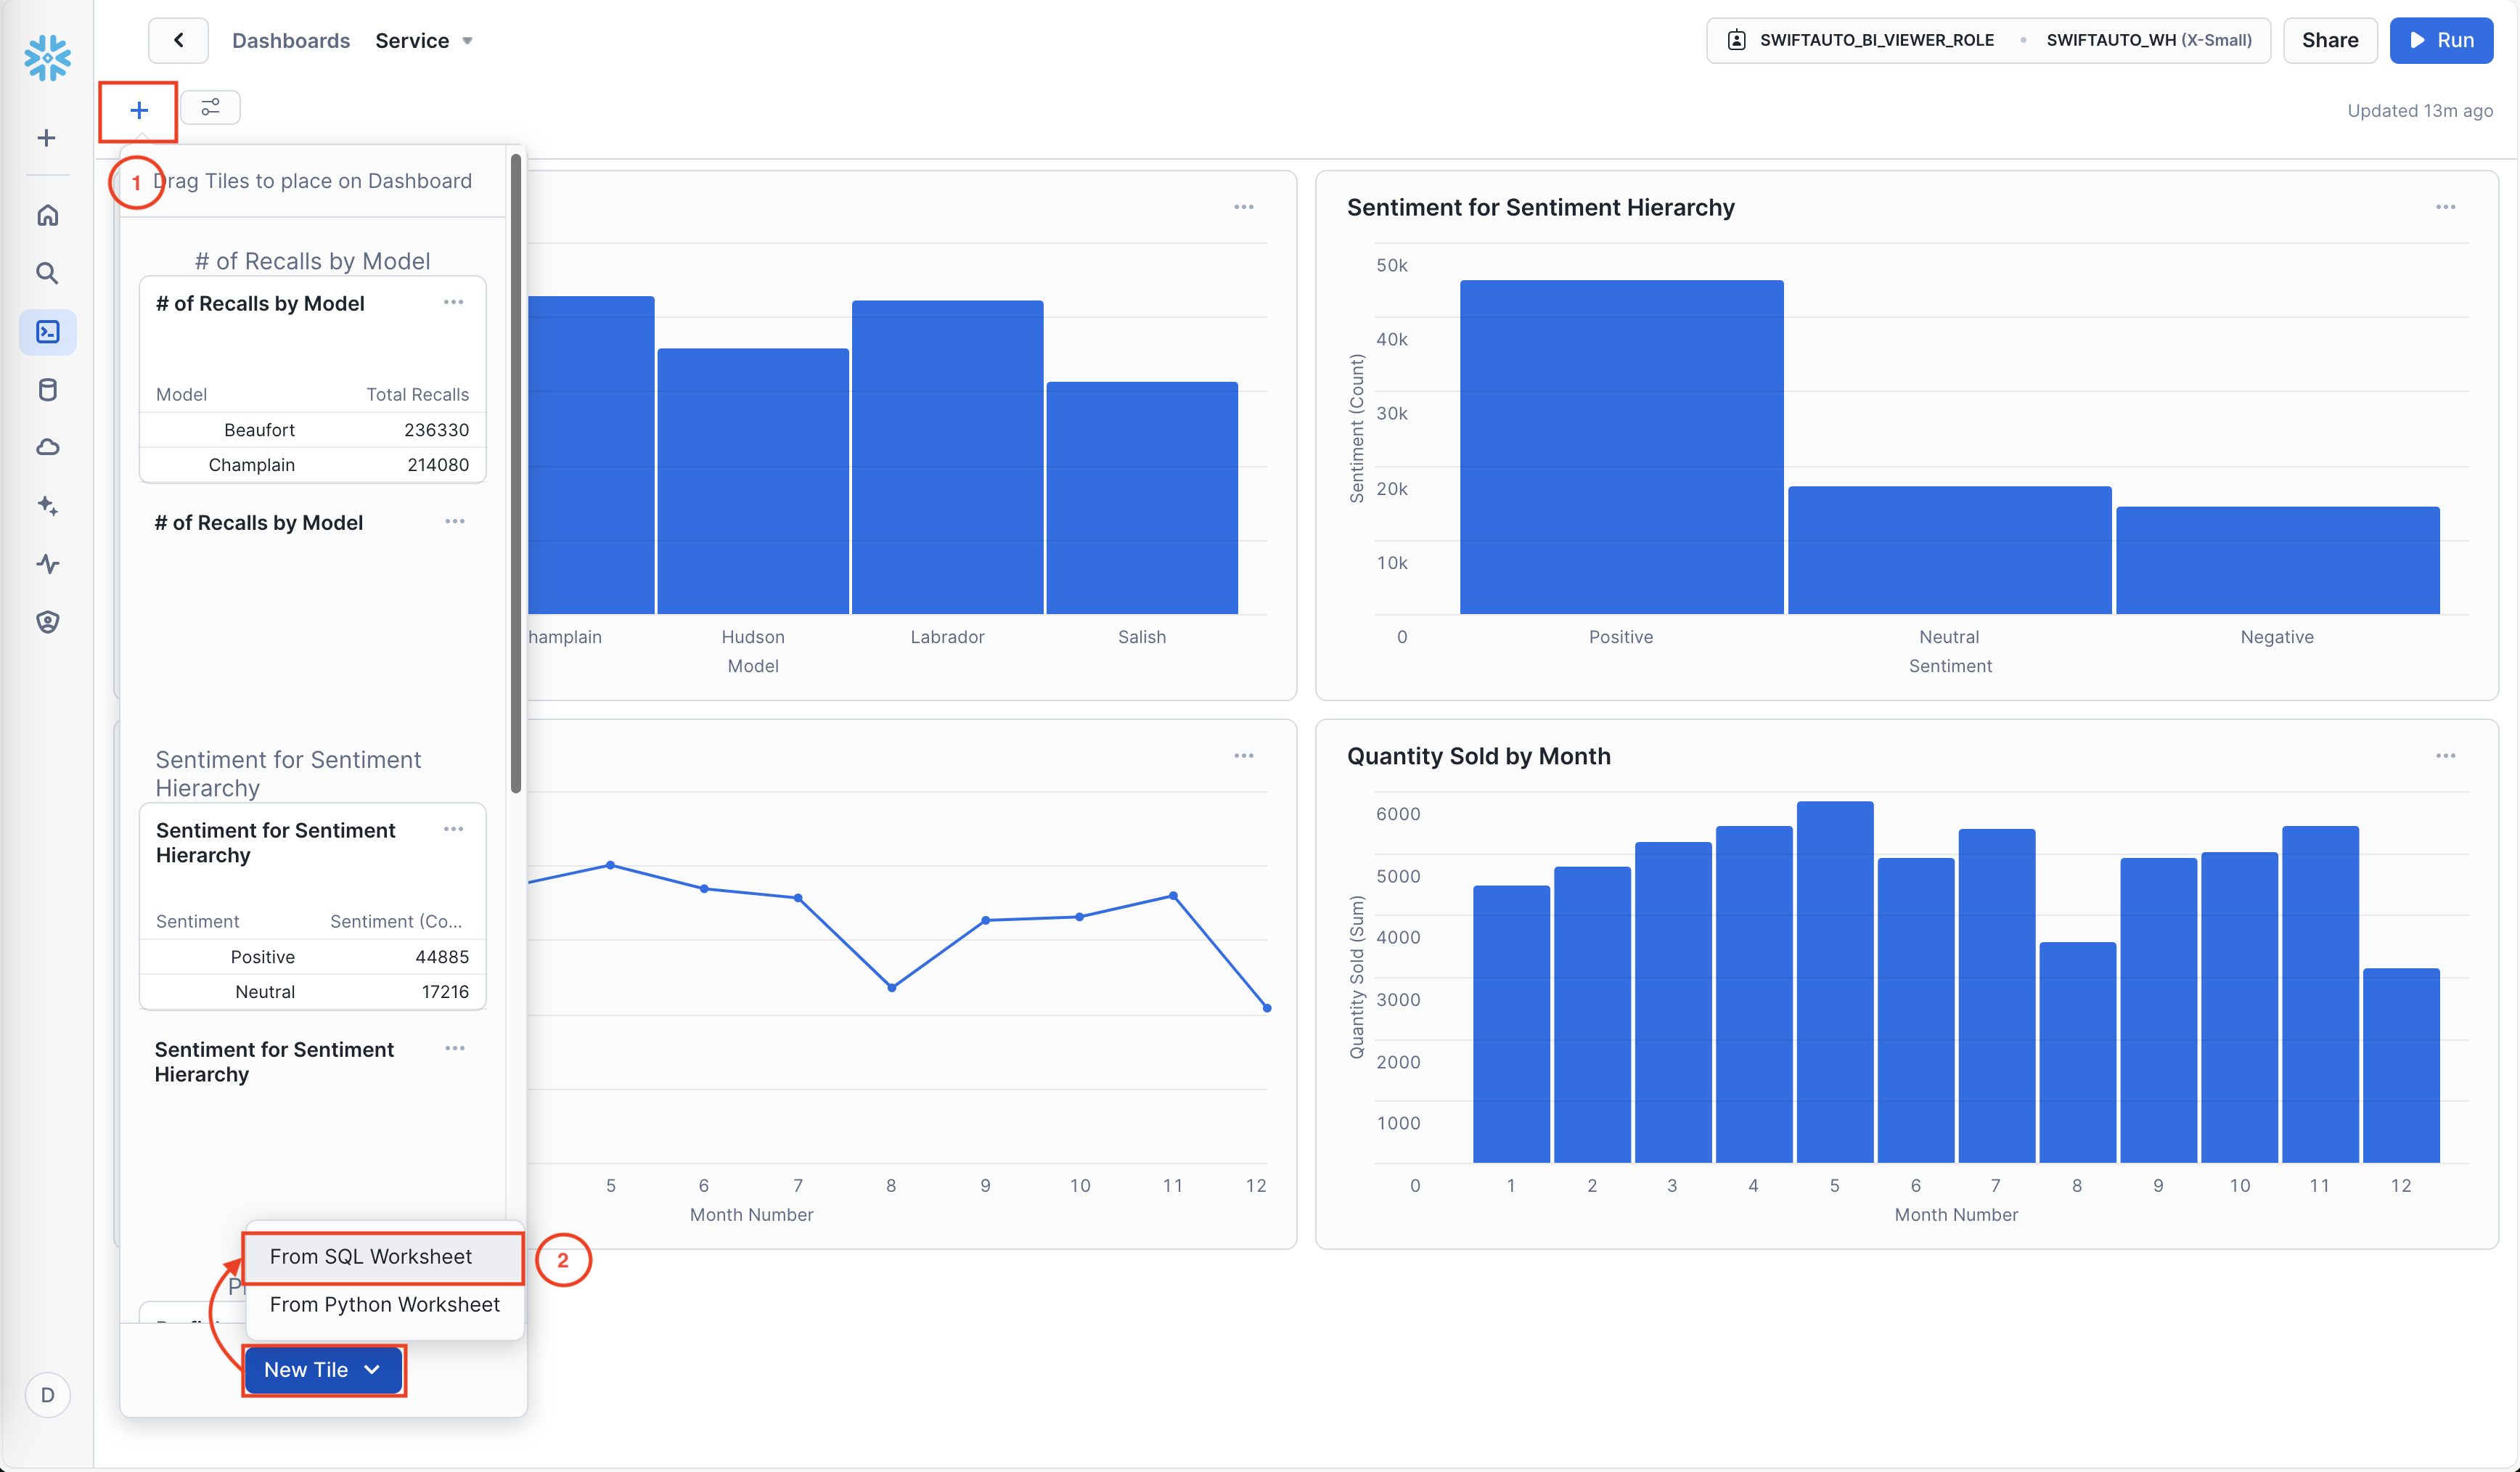 Dashboards Service
SWIFTAUTO_BI_VIEWER_ROLE • SWIFTAUTO_WH (X-Small)
Share
Run
Updated 13m ago
1
Drag Tiles to place on Dashboard
# of Recalls by Model
# of Recalls by Model
Model Total Recalls
Beaufort 236330
Champlain 214080
# of Recalls by Model
Sentiment for Sentiment
Hierarchy
Sentiment for Sentiment
Hierarchy
Sentiment Sentiment (Co...
Positive 44885
Neutral 17216
Sentiment for Sentiment
Hierarchy
From SQL Worksheet
2
From Python Worksheet
New Tile
D
hamplain Hudson Labrador Salish
Model
Sentiment for Sentiment Hierarchy
Sentiment (Count)
50k
40k
30k
20k
10k
0
Positive Neutral Negative
Sentiment
5 6 7 8 9 10 11 12
Month Number
Quantity Sold by Month
Quantity Sold (Sum)
6000
5000
4000
3000
2000
1000
0
1 2 3 4 5 6 7 8 9 10 11 12
Month Number